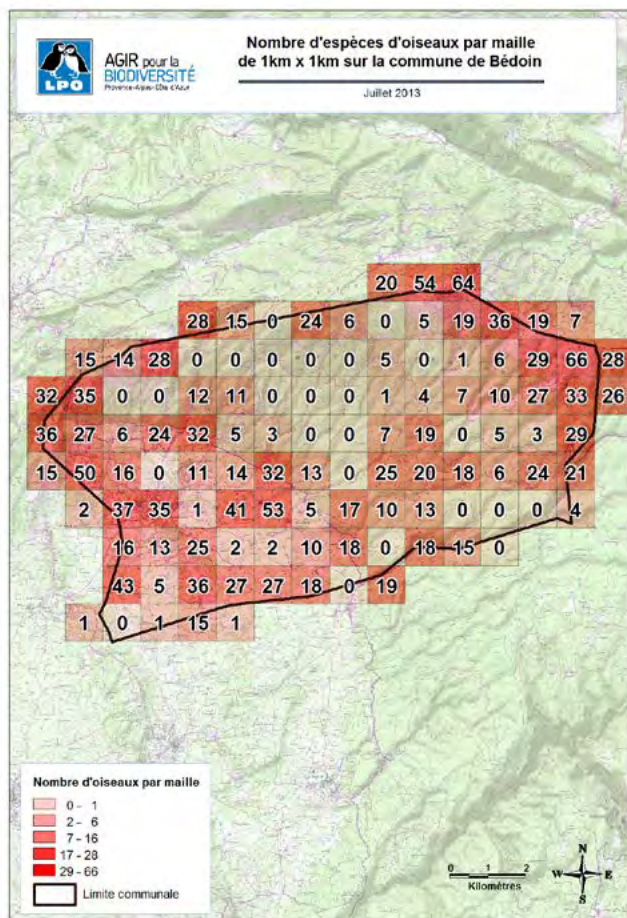 LPO
AGIR pour la
BIODIVERSITÉ
Provence-Alpes-Côte d'Azur
Nombre d'espèces d'oiseaux par maille
de 1km x 1km sur la commune de Bédoin
Juillet 2013
20 54 64
28 15 0 24 6 0 5 19 36 19 7
15 14 28 0 0 0 0 0 5 0 1 6 29 66 28
32 35 0 0 12 11 0 0 0 1 4 7 10 27 33 26
36 27 6 24 32 5 3 0 0 7 19 0 5 3 29
15 50 16 0 11 14 32 13 0 25 20 18 6 24 21
2 37 35 1 41 53 5 17 10 13 0 0 0 4
16 13 25 2 2 10 18 0 18 15 0
43 5 36 27 27 18 0 19
1 0 1 15 1
Nombre d'oiseaux par maille
0 - 1
2 - 6
7 - 16
17 - 28
29 - 66
Limite communale
0 1 2
Kilomètres
N
W E
S